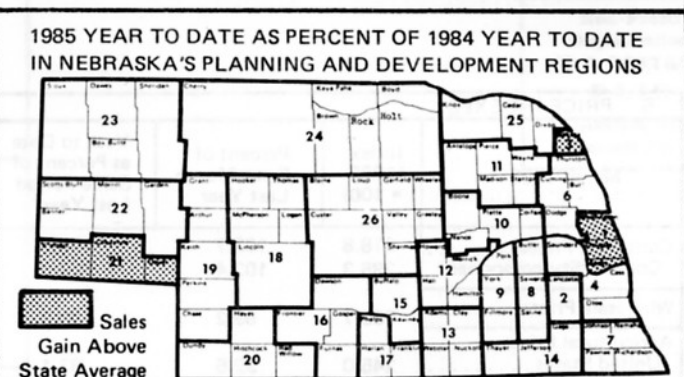 1985 YEAR TO DATE AS PERCENT OF 1984 YEAR TO DATE
IN NEBRASKA'S PLANNING AND DEVELOPMENT REGIONS
Sioux Dawes Sheridan Cherry Keya Paha Boyd
Brown Rock Holt Knox Cedar Dixon
23 24 25
Box Butte Antelope Pierce Wayne Thurston
11
Scotts Bluff Morrill Garden Grant Hooker Thomas Blaine Loup Garfield Wheeler Madison Stanton Cuming Burt
6
22 26 Boone Platte Colfax Dodge
Banner Arthur McPherson Logan Custer Valley Greeley 10
Cheyenne Keith Lincoln Sherman Howard Nance Butler Saunders
21 19 18 12 Polk Cass
Perkins Dawson Buffalo Hall Hamilton York Seward Lancaster 4
15 9 8 2 Otoe
Chase Hayes Frontier Gosper Phelps Kearney Clay Fillmore Saline
16 13 Gage Johnson Nemaha
7
Dundy Hitchcock Red Willow Furnas Harlan Franklin Webster Nuckolls Thayer Jefferson Pawnee Richardson
20 17 14
Sales
Gain Above
State Average